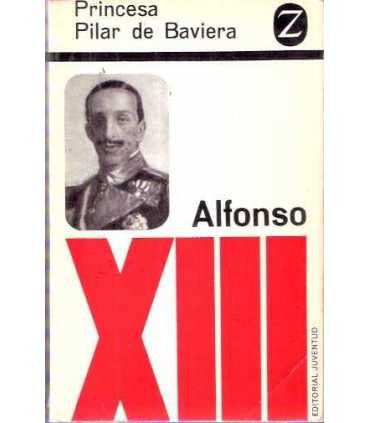 Princesa
Pilar de Baviera
Z
Alfonso
XIII
EDITORIAL JUVENTUD